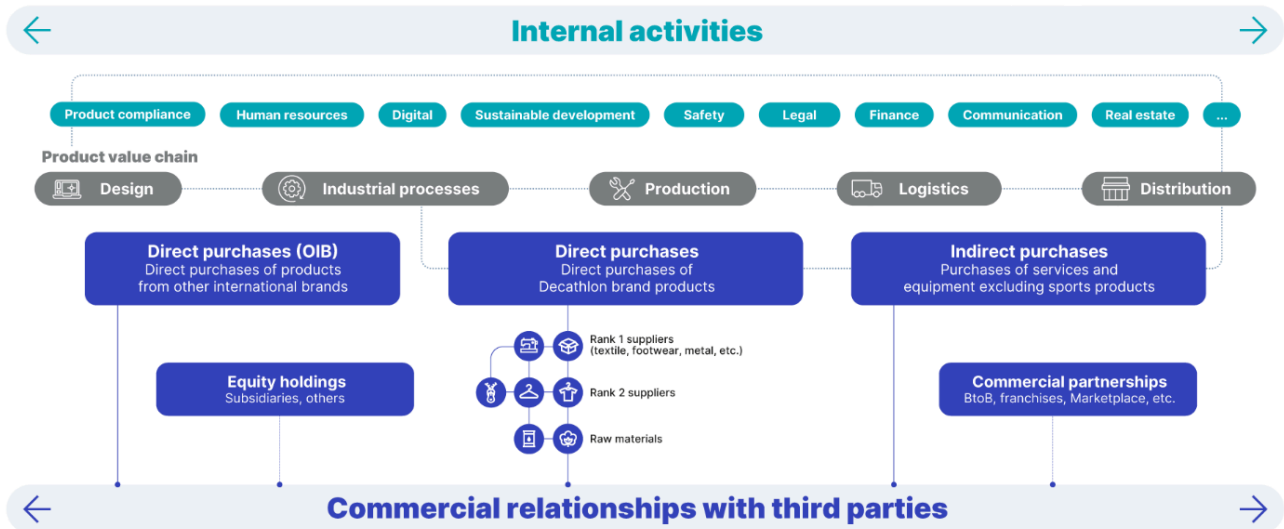 Internal activities
Product compliance
Human resources
Digital
Sustainable development
Safety
Legal
Finance
Communication
Real estate
...
Product value chain
Design
Industrial processes
Production
Logistics
Distribution
Direct purchases (OIB)
Direct purchases of products
from other international brands
Direct purchases
Direct purchases of
Decathlon brand products
Indirect purchases
Purchases of services and
equipment excluding sports products
Rank 1 suppliers
(textile, footwear, metal, etc.)
Equity holdings
Subsidiaries, others
Rank 2 suppliers
Commercial partnerships
BtoB, franchises, Marketplace, etc.
Raw materials
Commercial relationships with third parties